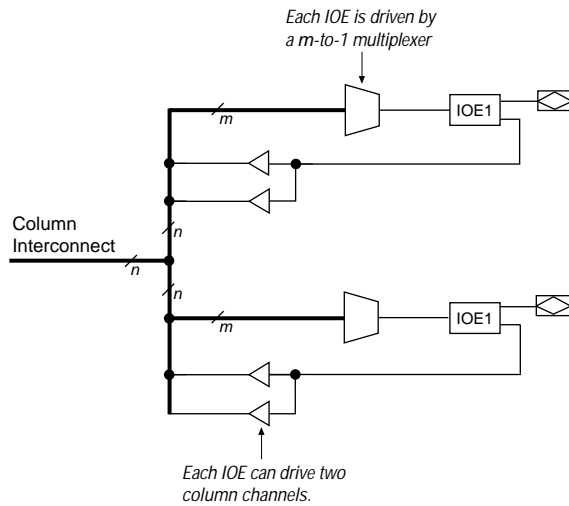 Each IOE is driven by
a m-to-1 multiplexer
m
IOE1
Column
Interconnect
n
n
n
m
IOE1
Each IOE can drive two
column channels.